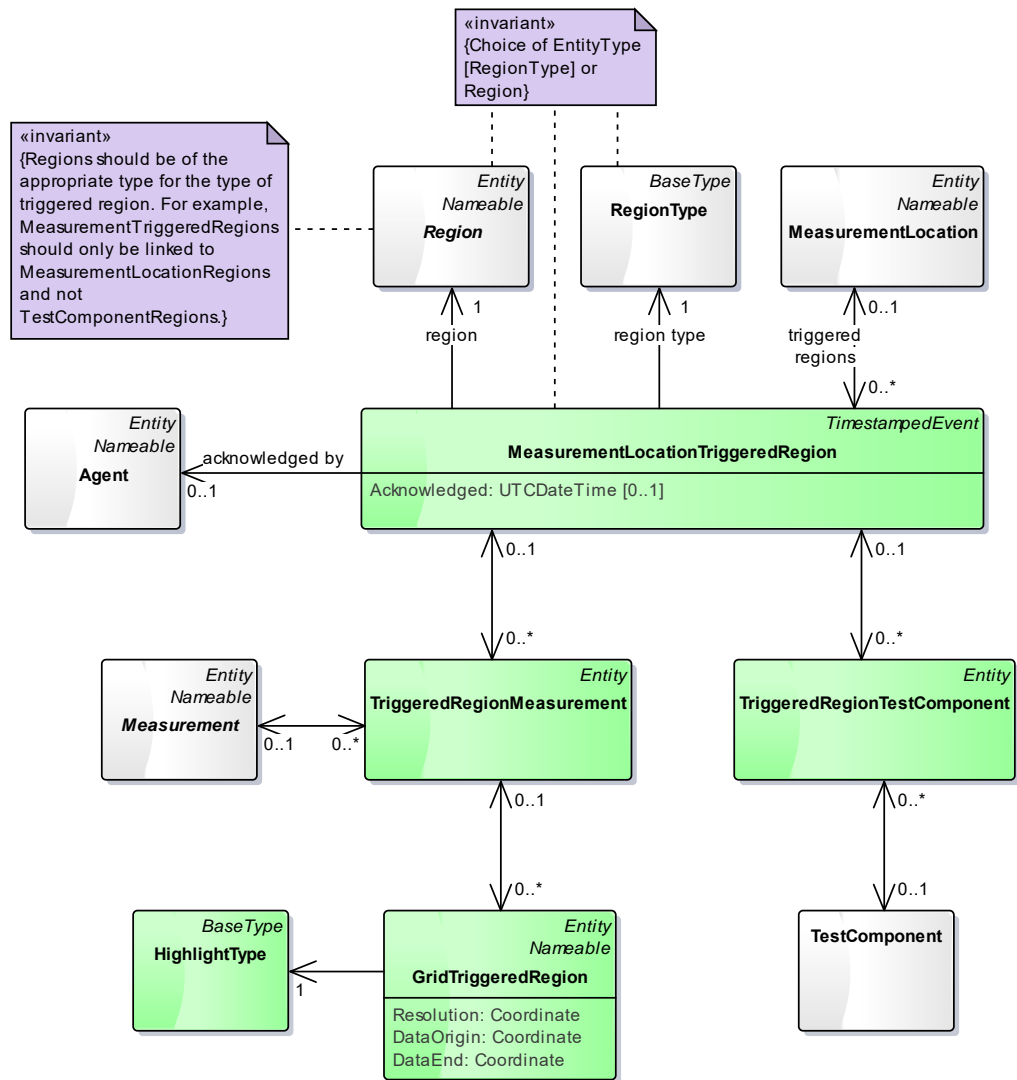 «invariant»
{Choice of EntityType
[RegionType] or
Region}
«invariant»
{Regions should be of the
appropriate type for the type of
triggered region. For example,
MeasurementTriggeredRegions
should only be linked to
MeasurementLocationRegions
and not
TestComponentRegions.}
Entity
Nameable
Region
BaseType
RegionType
Entity
Nameable
MeasurementLocation
1
region
1
region type
0..1
triggered
regions
0..*
Entity
Nameable
Agent
acknowledged by
0..1
TimestampedEvent
MeasurementLocationTriggeredRegion
Acknowledged: UTCDateTime [0..1]
0..1
0..*
0..1
0..*
Entity
Nameable
Measurement
0..1
0..*
Entity
TriggeredRegionMeasurement
Entity
TriggeredRegionTestComponent
0..1
0..*
0..*
0..1
BaseType
HighlightType
1
Entity
Nameable
GridTriggeredRegion
Resolution: Coordinate
DataOrigin: Coordinate
DataEnd: Coordinate
TestComponent